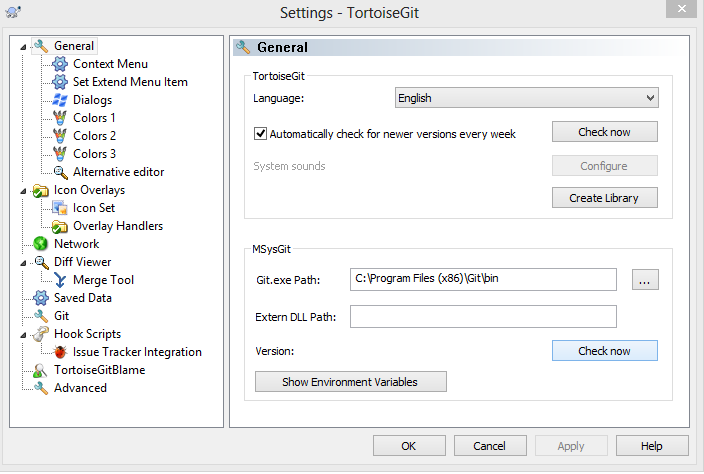 Settings - TortoiseGit
General
Context Menu
Set Extend Menu Item
Dialogs
Colors 1
Colors 2
Colors 3
Alternative editor
Icon Overlays
Icon Set
Overlay Handlers
Network
Diff Viewer
Merge Tool
Saved Data
Git
Hook Scripts
Issue Tracker Integration
TortoiseGitBlame
Advanced
General
TortoiseGit
Language: English
Automatically check for newer versions every week Check now
System sounds Configure
Create Library
MSysGit
Git.exe Path: C:\Program Files (x86)\Git\bin ...
Extern DLL Path:
Version: Check now
Show Environment Variables
OK Cancel Apply Help